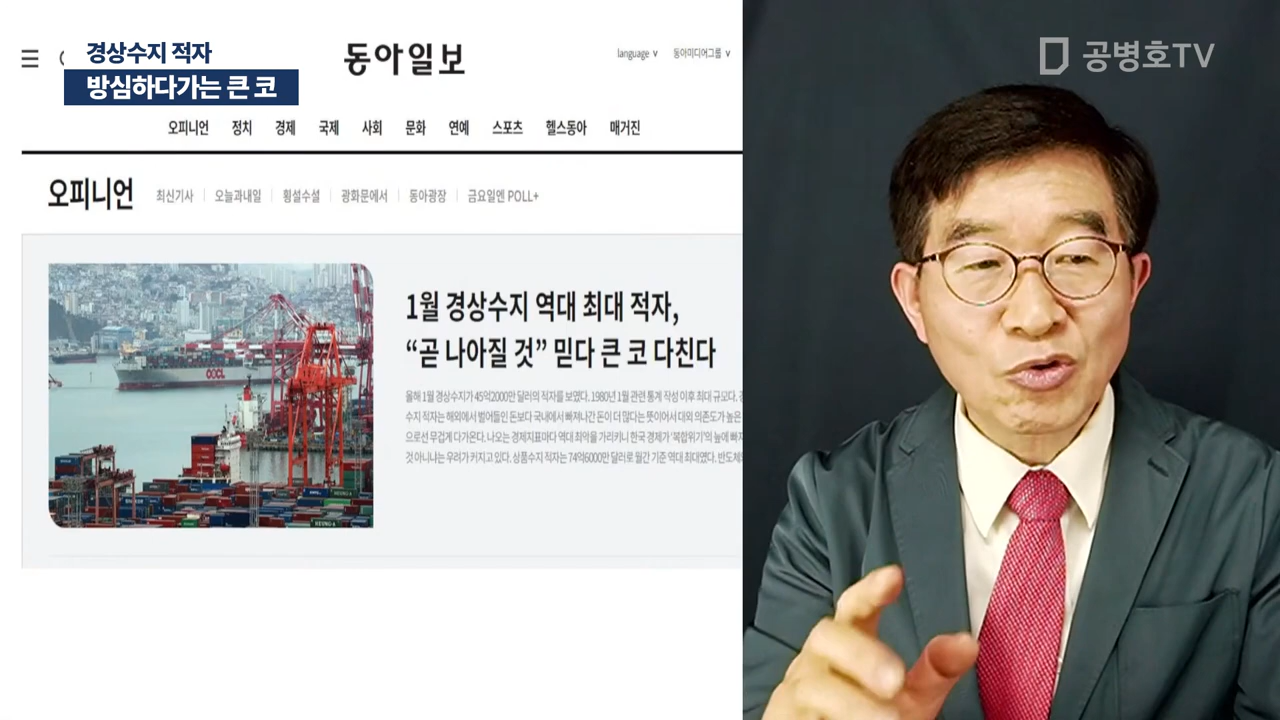 경상수지 적자
방심하다가는 큰 코
동아일보
language ∨ 동아미디어그룹 ∨
공병호TV
오피니언 정치 경제 국제 사회 문화 연예 스포츠 헬스동아 매거진
오피니언 최신기사 오늘과내일 횡설수설 광화문에서 동아광장 금요일엔 POLL+
1월 경상수지 역대 최대 적자,
“곧 나아질 것” 믿다 큰 코 다친다
올해 1월 경상수지가 45억2000만 달러의 적자를 보였다. 1980년 1월 관련 통계 작성 이후 최대 규모다.
수지 적자는 해외에서 벌어들인 돈보다 국내에서 빠져나간 돈이 더 많다는 뜻이어서 대외 의존도가 높은
으로선 무겁게 다가온다. 나오는 경제지표마다 역대 최악을 가리키니 한국 경제가 ‘복합위기’의 늪에 빠져
것 아니냐는 우려가 커지고 있다. 상품수지 적자는 74억6000만 달러로 월간 기준 역대 최대였다. 반도체
OOCL
HEUNG-A
HEUNG-A